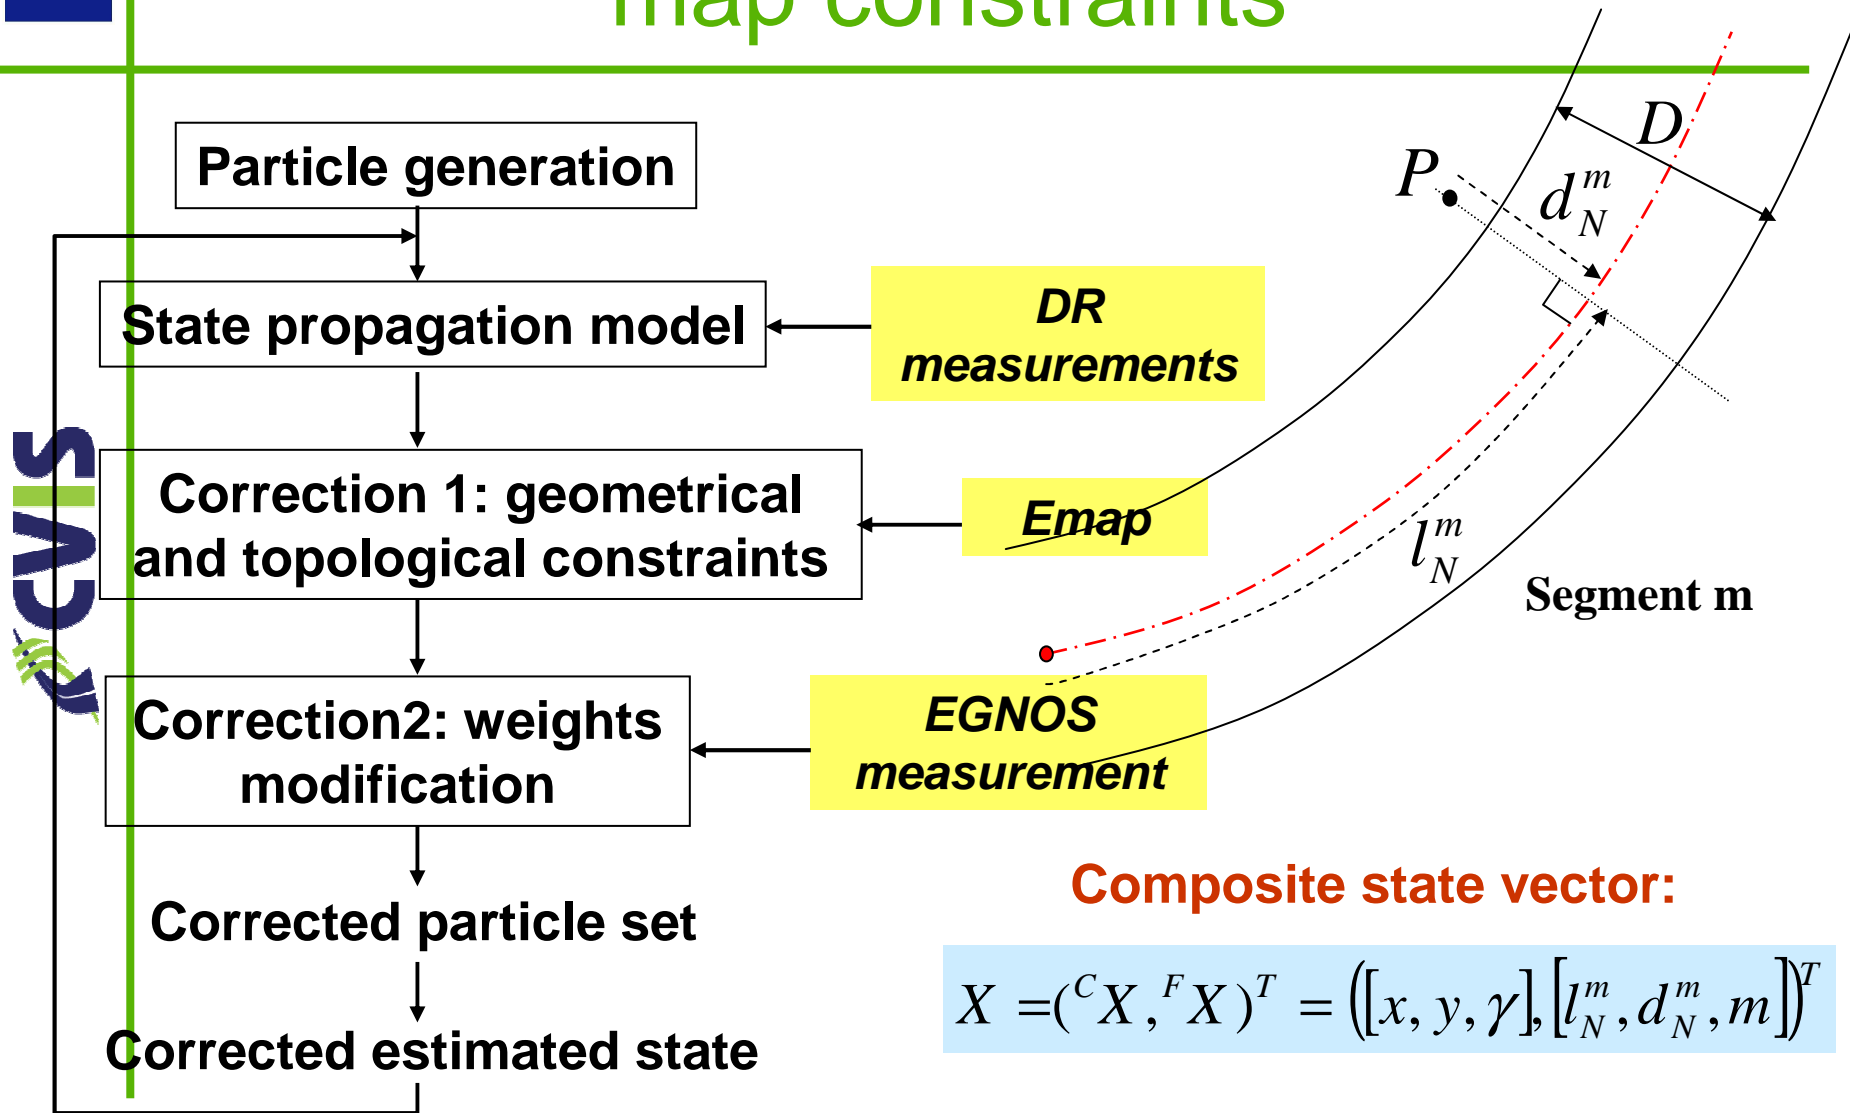 map constraints
Particle generation
State propagation model
DR
measurements
Correction 1: geometrical
and topological constraints
Emap
Correction2: weights
modification
EGNOS
measurement
Corrected particle set
Corrected estimated state
CVIS
P
D
d_N^m
l_N^m
Segment m
Composite state vector:
X =(^C X, ^F X)^T = ([x, y, γ], [l_N^m, d_N^m, m])^T